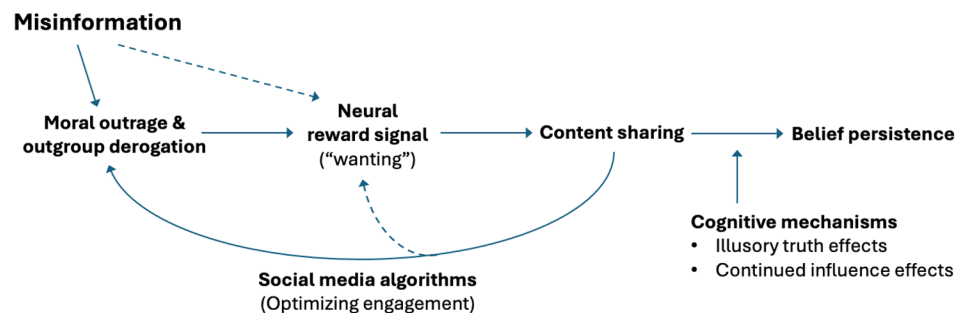 Misinformation
Moral outrage &
outgroup derogation
Neural
reward signal
(“wanting”)
Content sharing
Belief persistence
Cognitive mechanisms
• Illusory truth effects
• Continued influence effects
Social media algorithms
(Optimizing engagement)